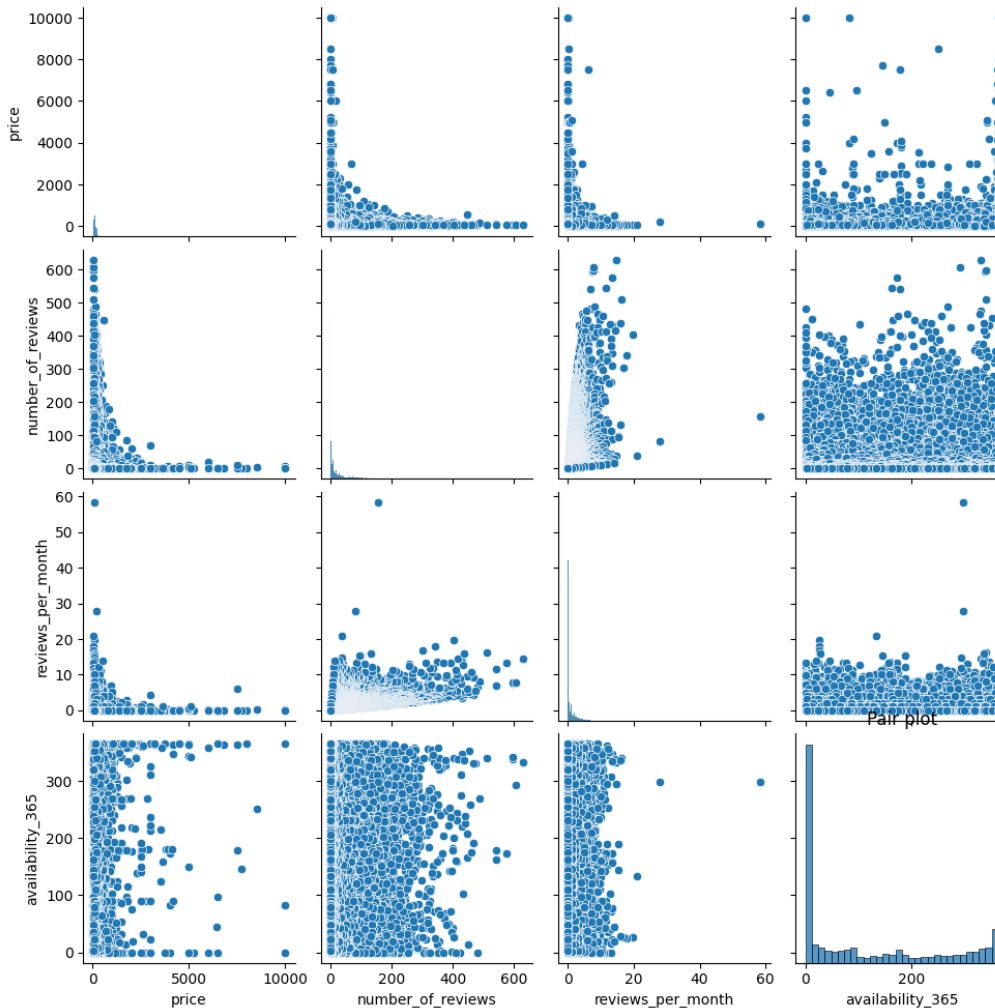 10000
8000
6000
4000
2000
0
price
600
500
400
300
200
100
0
number_of_reviews
60
50
40
30
20
10
0
reviews_per_month
Pair plot
300
200
100
0
availability_365
0 5000 10000
0 200 400 600
0 20 40 60
0 200
price
number_of_reviews
reviews_per_month
availability_365